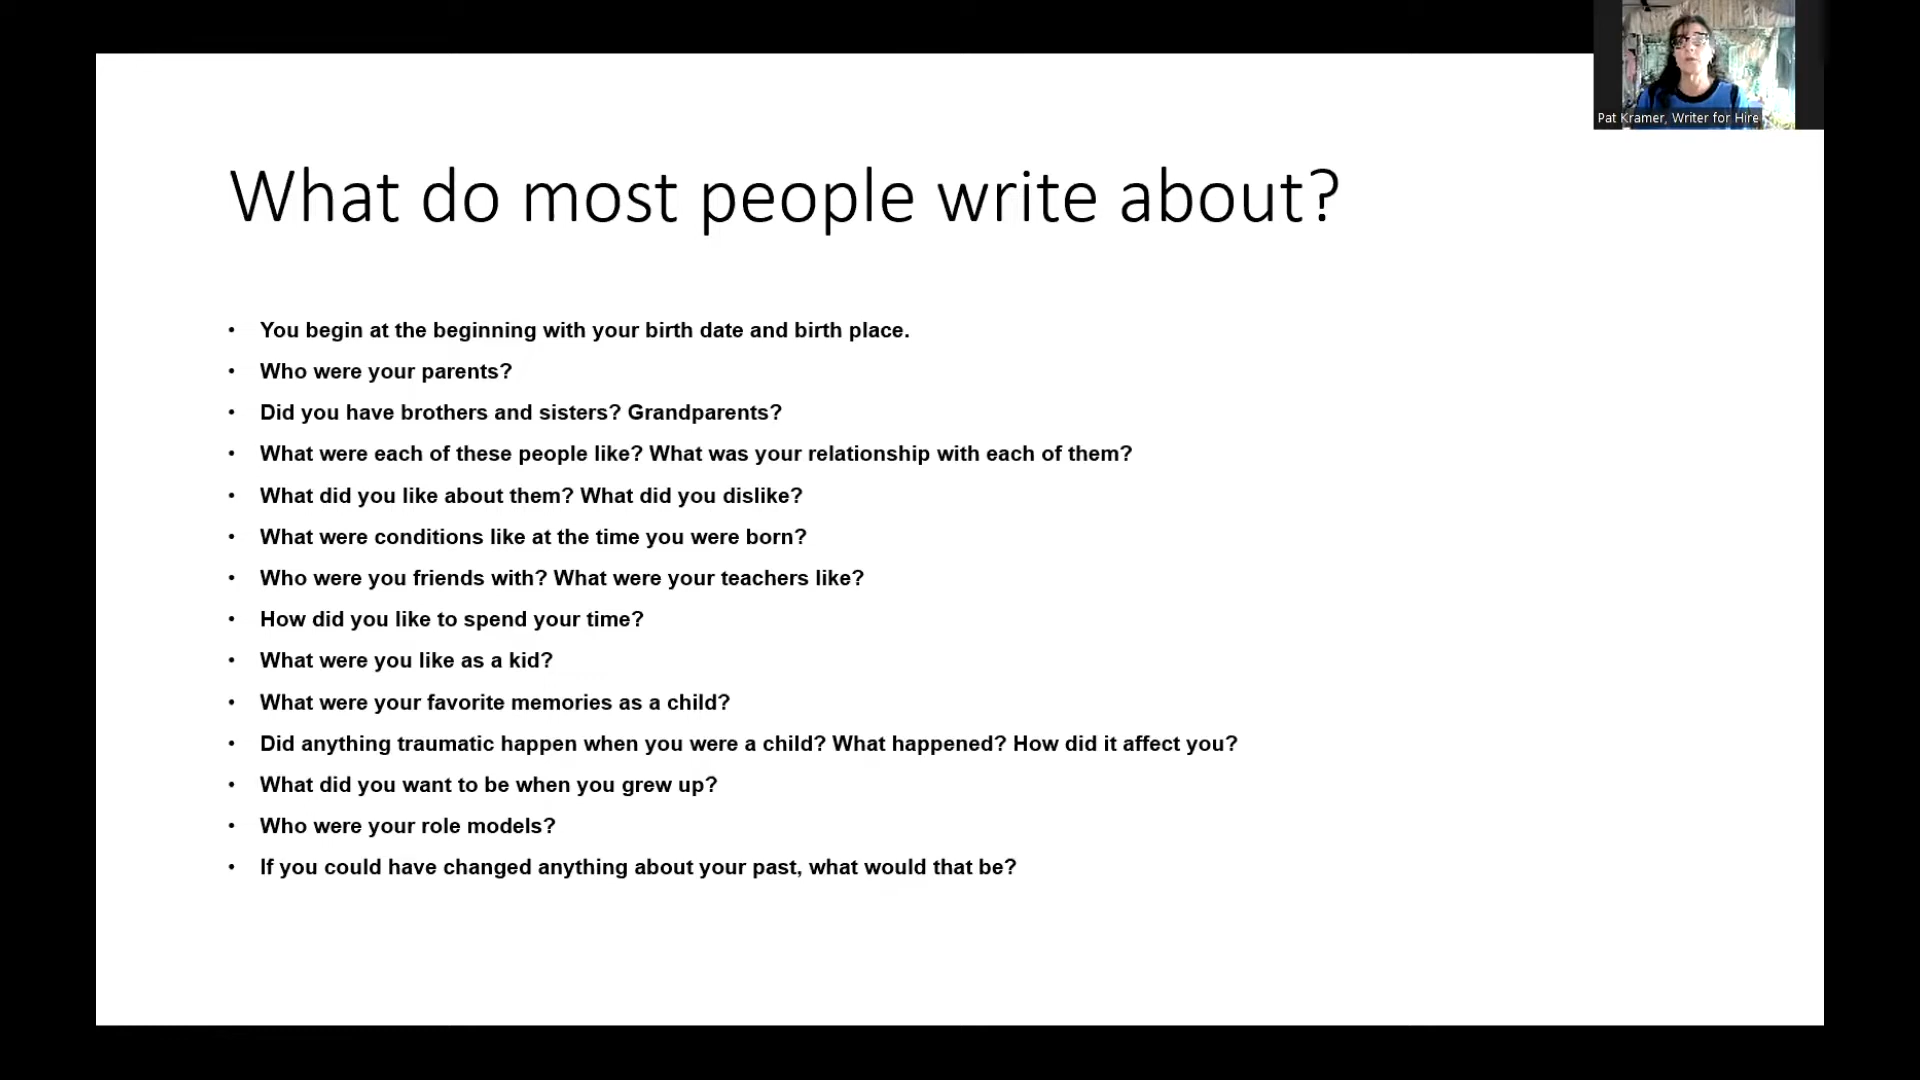 Pat Kramer, Writer for Hire
What do most people write about?
• You begin at the beginning with your birth date and birth place.
• Who were your parents?
• Did you have brothers and sisters? Grandparents?
• What were each of these people like? What was your relationship with each of them?
• What did you like about them? What did you dislike?
• What were conditions like at the time you were born?
• Who were you friends with? What were your teachers like?
• How did you like to spend your time?
• What were you like as a kid?
• What were your favorite memories as a child?
• Did anything traumatic happen when you were a child? What happened? How did it affect you?
• What did you want to be when you grew up?
• Who were your role models?
• If you could have changed anything about your past, what would that be?